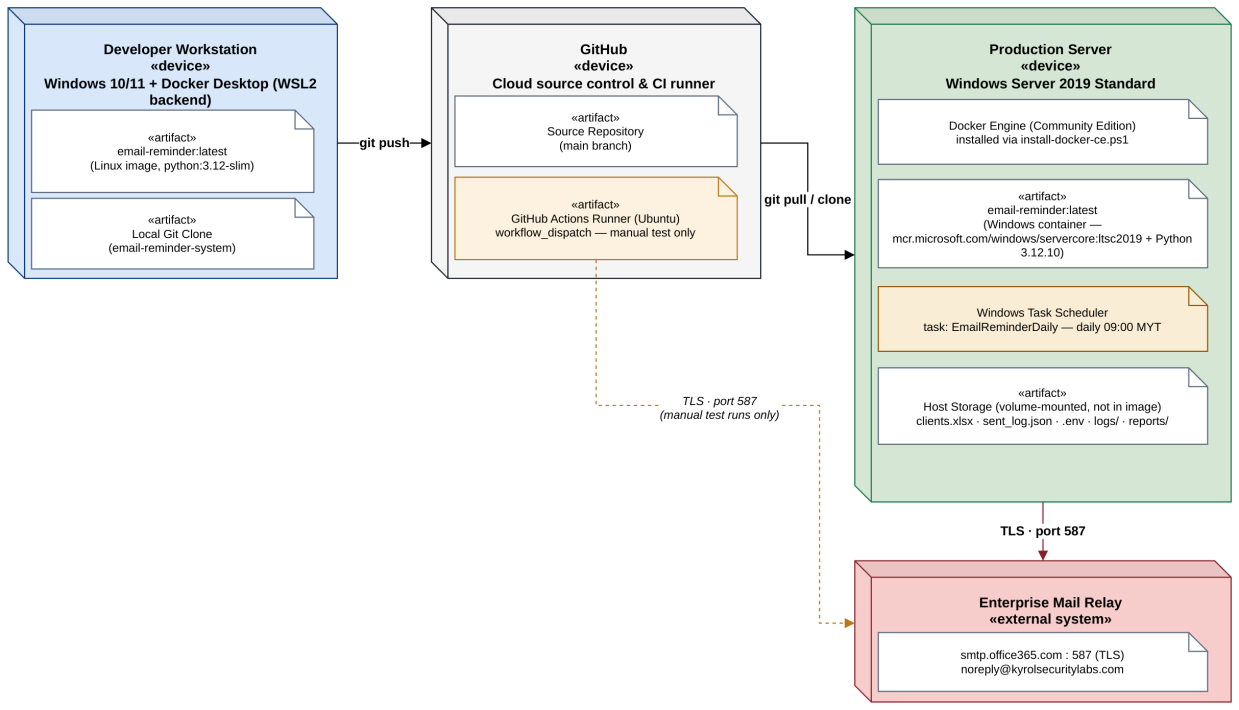 Developer Workstation
«device»
Windows 10/11 + Docker Desktop (WSL2
backend)
«artifact»
email-reminder:latest
(Linux image, python:3.12-slim)
«artifact»
Local Git Clone
(email-reminder-system)
git push
GitHub
«device»
Cloud source control & CI runner
«artifact»
Source Repository
(main branch)
«artifact»
GitHub Actions Runner (Ubuntu)
workflow_dispatch — manual test only
git pull / clone
Production Server
«device»
Windows Server 2019 Standard
Docker Engine (Community Edition)
installed via install-docker-ce.ps1
«artifact»
email-reminder:latest
(Windows container —
mcr.microsoft.com/windows/servercore:ltsc2019 + Python
3.12.10)
Windows Task Scheduler
task: EmailReminderDaily — daily 09:00 MYT
«artifact»
Host Storage (volume-mounted, not in image)
clients.xlsx · sent_log.json · .env · logs/ · reports/
TLS · port 587
(manual test runs only)
TLS · port 587
Enterprise Mail Relay
«external system»
smtp.office365.com : 587 (TLS)
noreply@kyrolsecuritylabs.com